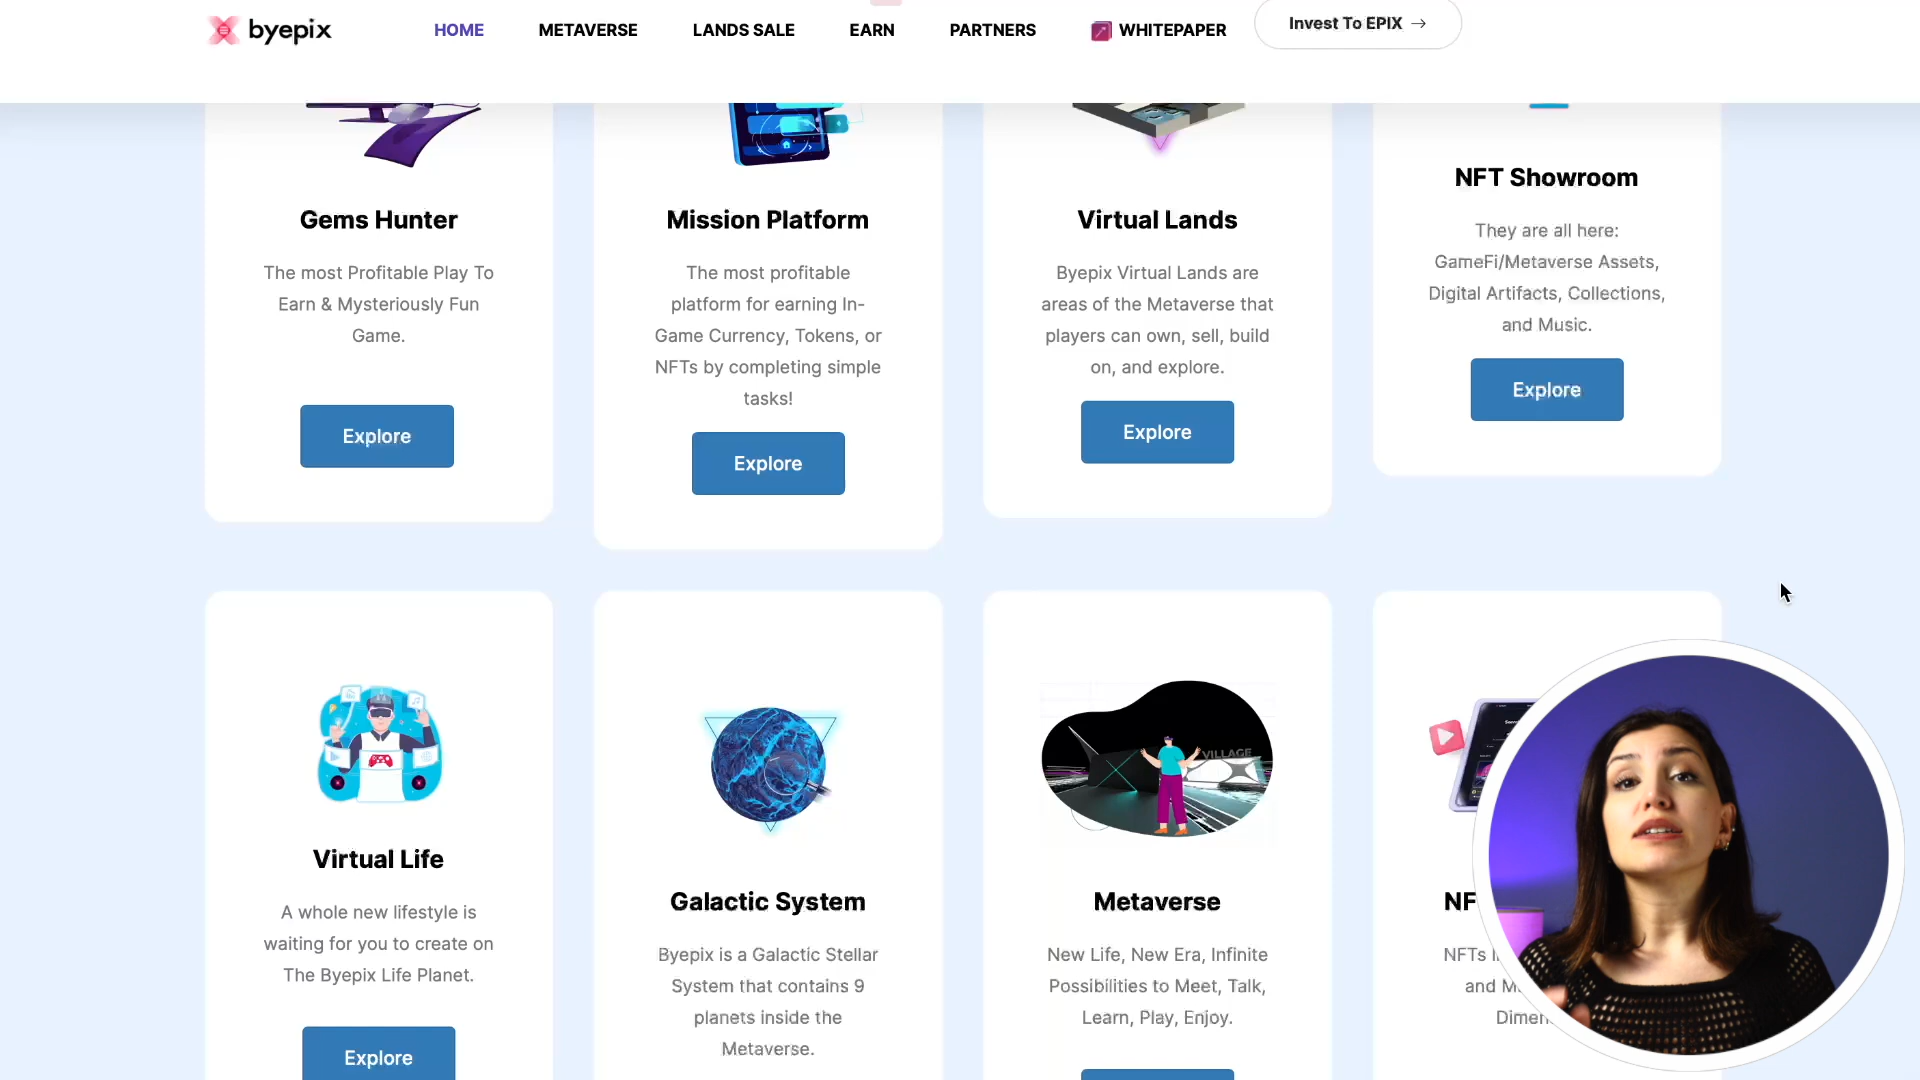 byepix
HOME
METAVERSE
LANDS SALE
EARN
PARTNERS
WHITEPAPER
Invest To EPIX →
Gems Hunter
The most Profitable Play To
Earn & Mysteriously Fun
Game.
Explore
Mission Platform
The most profitable
platform for earning In-
Game Currency, Tokens, or
NFTs by completing simple
tasks!
Explore
Virtual Lands
Byepix Virtual Lands are
areas of the Metaverse that
players can own, sell, build
on, and explore.
Explore
NFT Showroom
They are all here:
GameFi/Metaverse Assets,
Digital Artifacts, Collections,
and Music.
Explore
Virtual Life
A whole new lifestyle is
waiting for you to create on
The Byepix Life Planet.
Explore
Galactic System
Byepix is a Galactic Stellar
System that contains 9
planets inside the
Metaverse.
VILLAGE
Metaverse
New Life, New Era, Infinite
Possibilities to Meet, Talk,
Learn, Play, Enjoy.
NF
NFTs
and